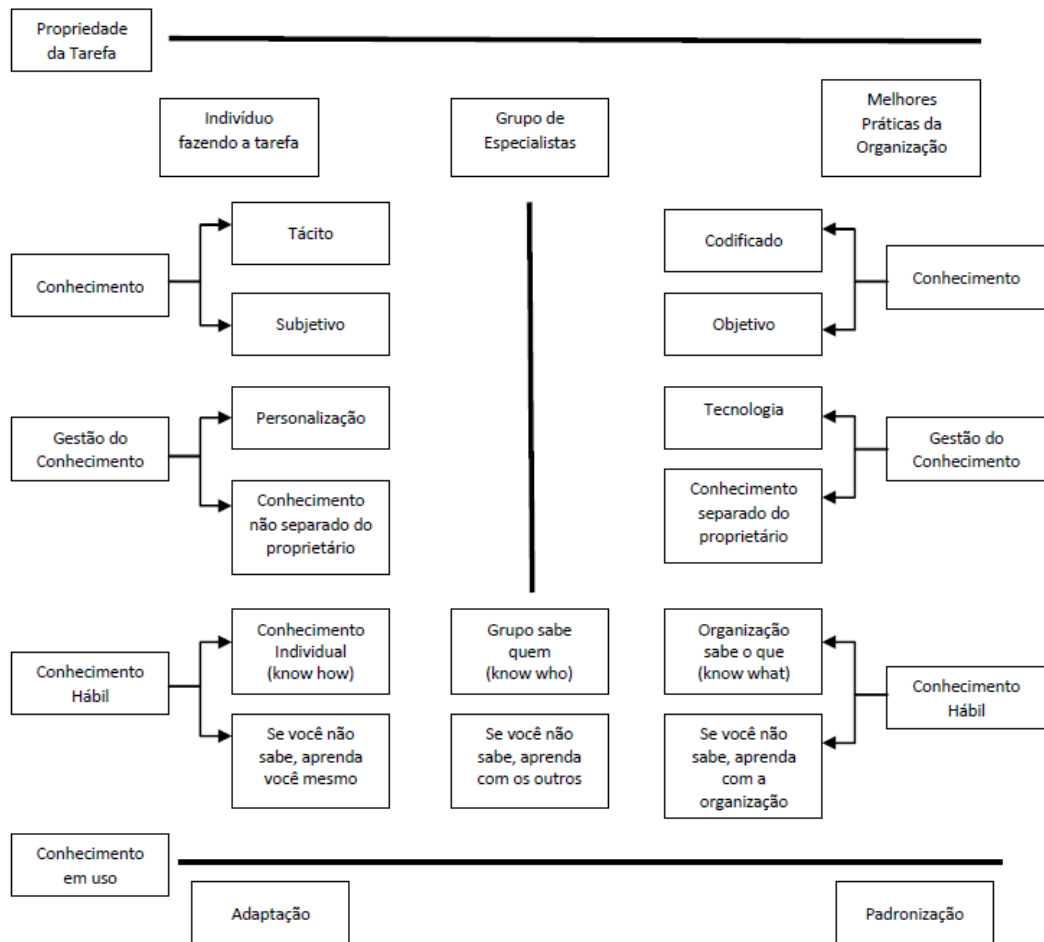 Propriedade
da Tarefa
Indivíduo
fazendo a tarefa
Grupo de
Especialistas
Melhores
Práticas da
Organização
Conhecimento
Tácito
Subjetivo
Codificado
Objetivo
Conhecimento
Gestão do
Conhecimento
Personalização
Conhecimento
não separado do
proprietário
Tecnologia
Conhecimento
separado do
proprietário
Gestão do
Conhecimento
Conhecimento
Hábil
Conhecimento
Individual
(know how)
Se você não
sabe, aprenda
você mesmo
Grupo sabe
quem
(know who)
Se você não
sabe, aprenda
com os outros
Organização
sabe o que
(know what)
Se você não
sabe, aprenda
com a
organização
Conhecimento
Hábil
Conhecimento
em uso
Adaptação
Padronização